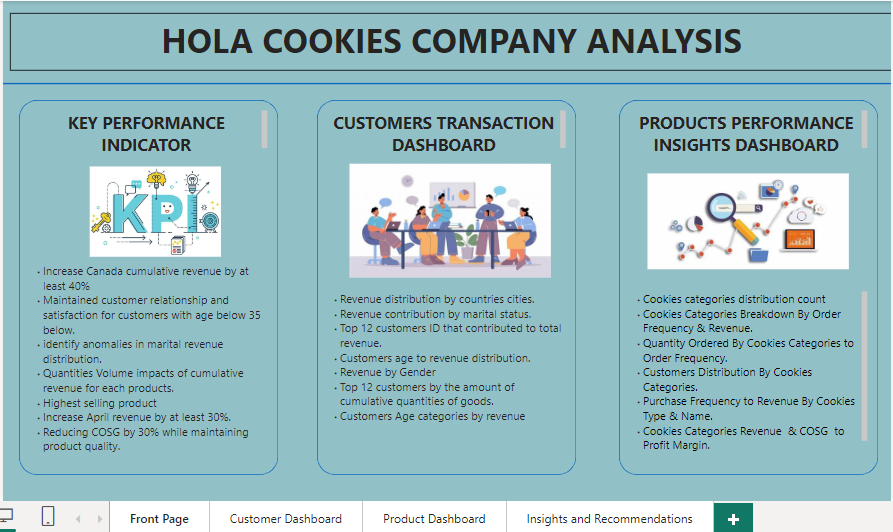 HOLA COOKIES COMPANY ANALYSIS
KEY PERFORMANCE
INDICATOR
KPI
• Increase Canada cumulative revenue by at
least 40%
• Maintained customer relationship and
satisfaction for customers with age below 35
below.
• identify anomalies in marital revenue
distribution.
• Quantities Volume impacts of cumulative
revenue for each products.
• Highest selling product
• Increase April revenue by at least 30%.
• Reducing COSG by 30% while maintaining
product quality.
CUSTOMERS TRANSACTION
DASHBOARD
• Revenue distribution by countries cities.
• Revenue contribution by marital status.
• Top 12 customers ID that contributed to total
revenue.
• Customers age to revenue distribution.
• Revenue by Gender
• Top 12 customers by the amount of
cumulative quantities of goods.
• Customers Age categories by revenue
PRODUCTS PERFORMANCE
INSIGHTS DASHBOARD
• Cookies categories distribution count
• Cookies Categories Breakdown By Order
Frequency & Revenue.
• Quantity Ordered By Cookies Categories to
Order Frequency.
• Customers Distribution By Cookies
Categories.
• Purchase Frequency to Revenue By Cookies
Type & Name.
• Cookies Categories Revenue & COSG to
Profit Margin.
Front Page
Customer Dashboard
Product Dashboard
Insights and Recommendations